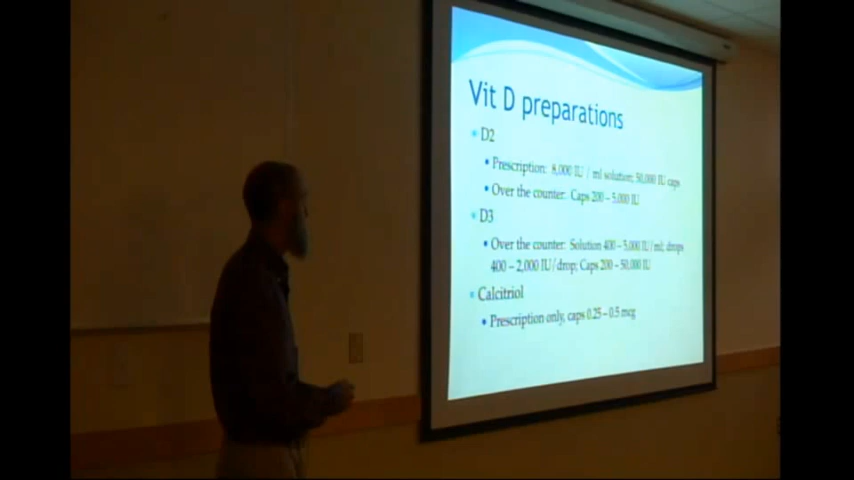 Vit D preparations
D2
Prescription: 8,000 IU / ml solution; 50,000 IU caps
Over the counter: Caps 200 – 5,000 IU
D3
Over the counter: Solution 400 – 5,000 IU/ml; drops
400 – 2,000 IU/drop; Caps 200 – 50,000 IU
Calcitriol
Prescription only, caps 0.25 – 0.5 mcg